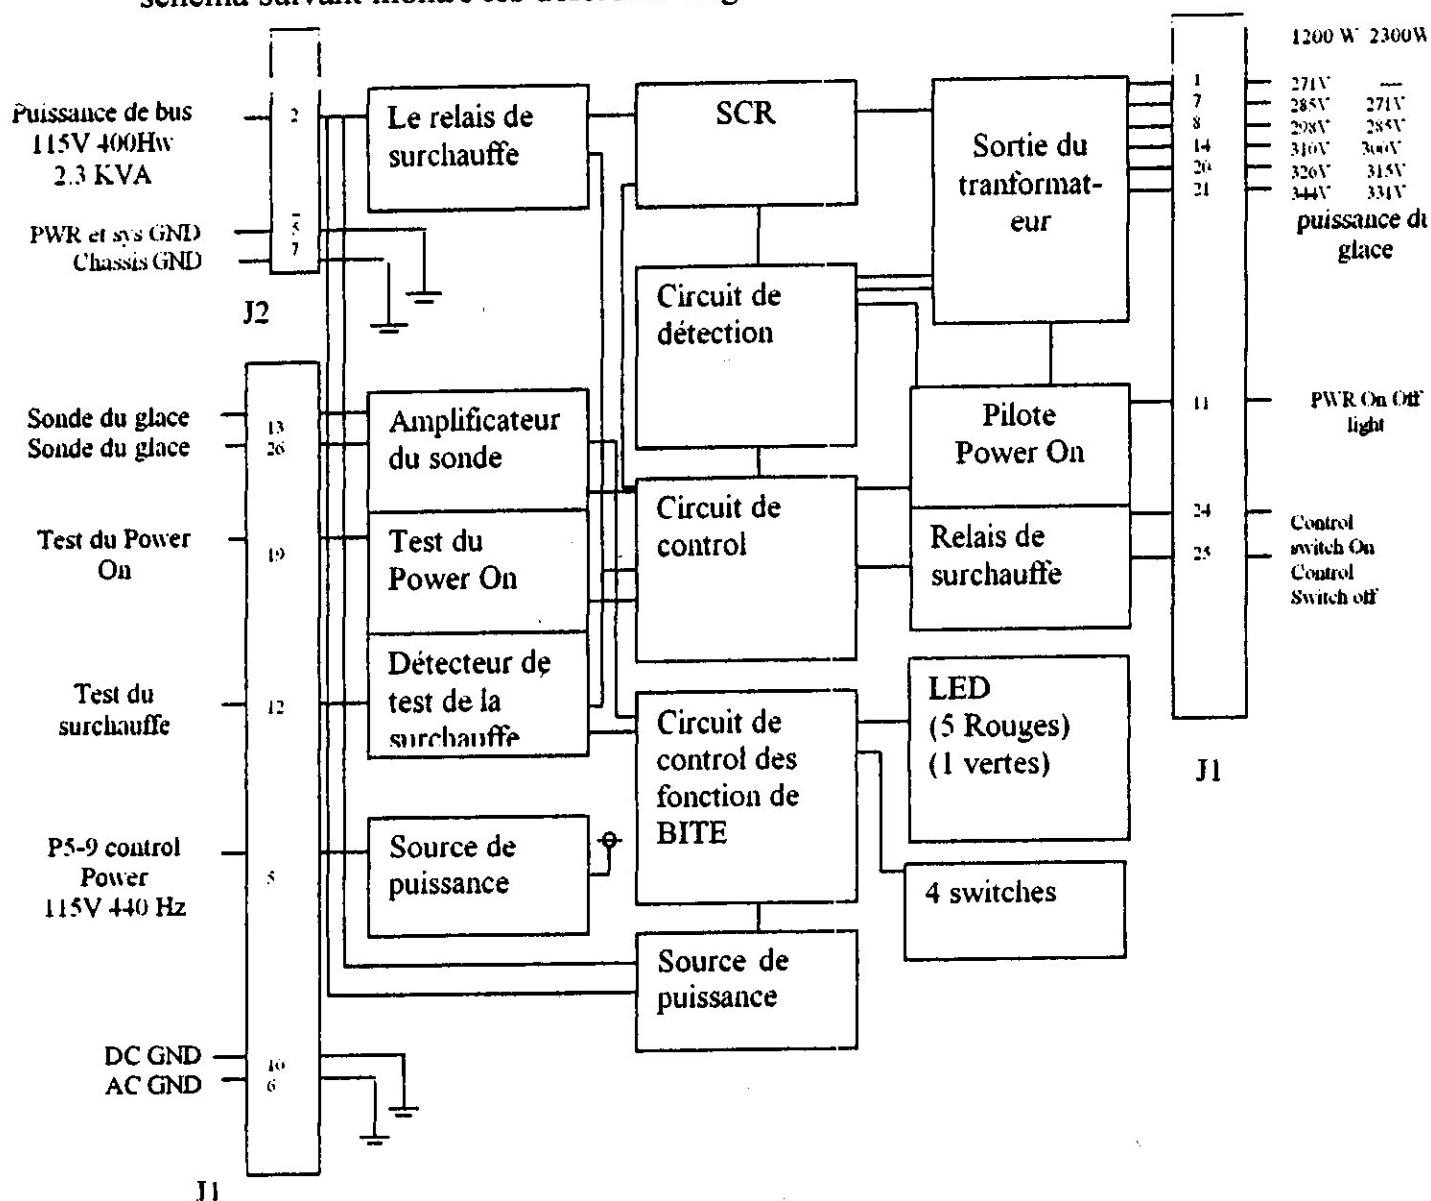 schéma suivant montre les
1200 W 2300W
Puissance de bus
115V 400Hw
2.3 KVA
2
Le relais de
surchauffe
SCR
Sortie du
tranformat-
eur
1 271V —
7 285V 271V
8 298V 285V
14 310V 300V
20 326V 315V
21 344V 331V
puissance du
glace
PWR et sys GND
5
Chassis GND
7
J2
Circuit de
détection
Sonde du glace
13
Sonde du glace
26
Amplificateur
du sonde
Pilote
Power On
11
PWR On Off
light
Test du Power
On
19
Test du
Power On
Circuit de
control
Relais de
surchauffe
24
25
Control
switch On
Control
Switch off
Test du
surchauffe
12
Détecteur de
test de la
surchauffe
Circuit de
control des
fonction de
BITE
LED
(5 Rouges)
(1 vertes)
J1
P5-9 control
Power
115V 440 Hz
5
Source de
puissance
4 switches
Source de
puissance
DC GND
10
AC GND
6
J1